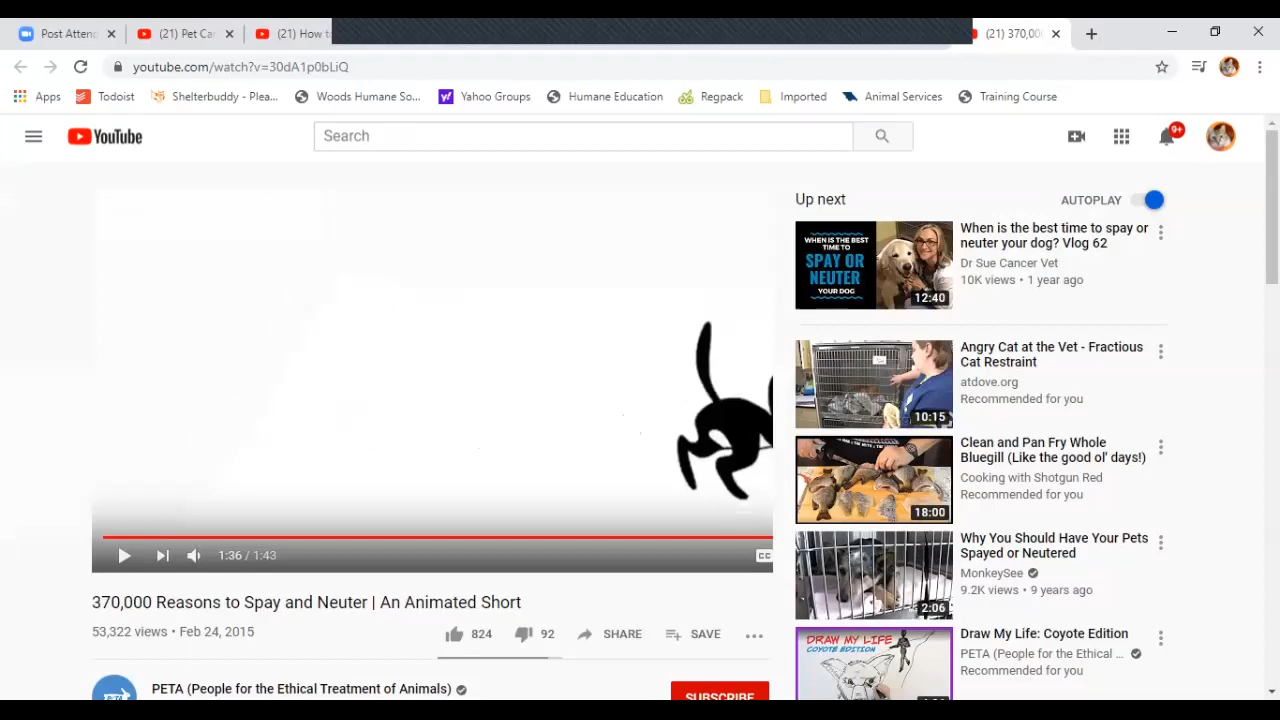 Post Attend
(21) Pet Car
(21) How to
(21) 370,00
youtube.com/watch?v=30dA1p0bLiQ
Apps
Todoist
Shelterbuddy - Plea...
Woods Humane So...
Yahoo Groups
Humane Education
Regpack
Imported
Animal Services
Training Course
YouTube
Search
9+
Up next
AUTOPLAY
WHEN IS THE BEST
TIME TO
SPAY OR
NEUTER
YOUR DOG
12:40
When is the best time to spay or
neuter your dog? Vlog 62
Dr Sue Cancer Vet
10K views • 1 year ago
10:15
Angry Cat at the Vet - Fractious
Cat Restraint
atdove.org
Recommended for you
18:00
Clean and Pan Fry Whole
Bluegill (Like the good ol' days!)
Cooking with Shotgun Red
Recommended for you
2:06
Why You Should Have Your Pets
Spayed or Neutered
MonkeySee
9.2K views • 9 years ago
DRAW MY LIFE
COYOTE EDITION
Draw My Life: Coyote Edition
PETA (People for the Ethical ...
Recommended for you
1:36 / 1:43
CC
370,000 Reasons to Spay and Neuter | An Animated Short
53,322 views • Feb 24, 2015
824
92
SHARE
SAVE
PETA (People for the Ethical Treatment of Animals)
SUBSCRIBE